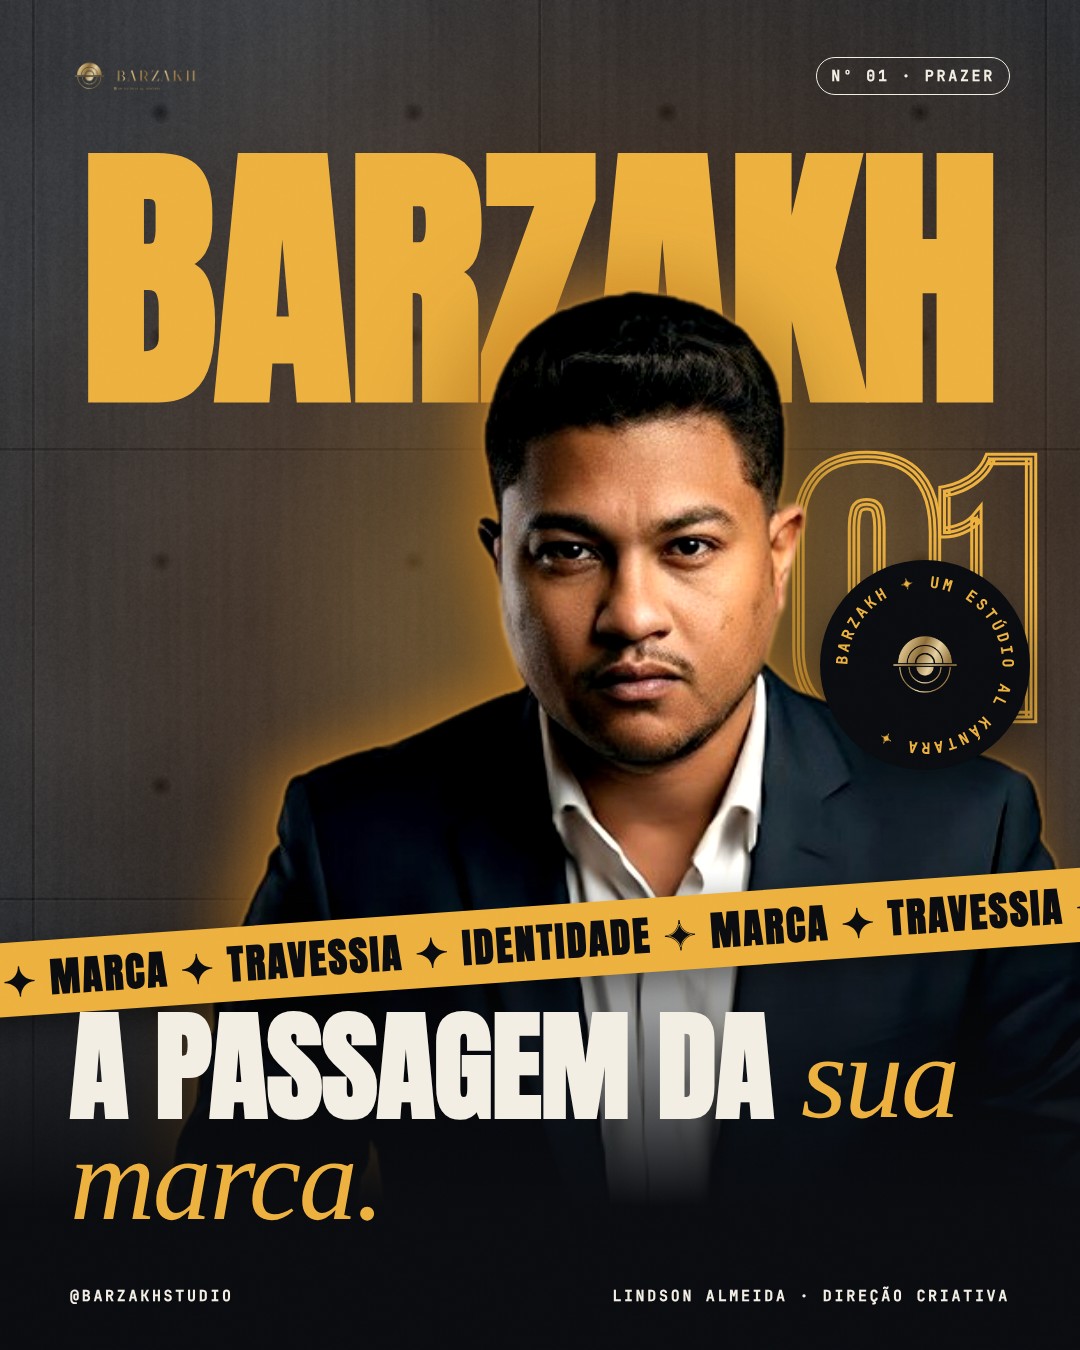 BARZAKH
N° 01 · PRAZER
BARZAKH
01
BARZAKH ✦ UM ESTÚDIO AL KÁNTARA ✦
✦ MARCA ✦ TRAVESSIA ✦ IDENTIDADE ✦ MARCA ✦ TRAVESSIA
A PASSAGEM DA sua
marca.
@BARZAKHSTUDIO
LINDSON ALMEIDA · DIREÇÃO CRIATIVA